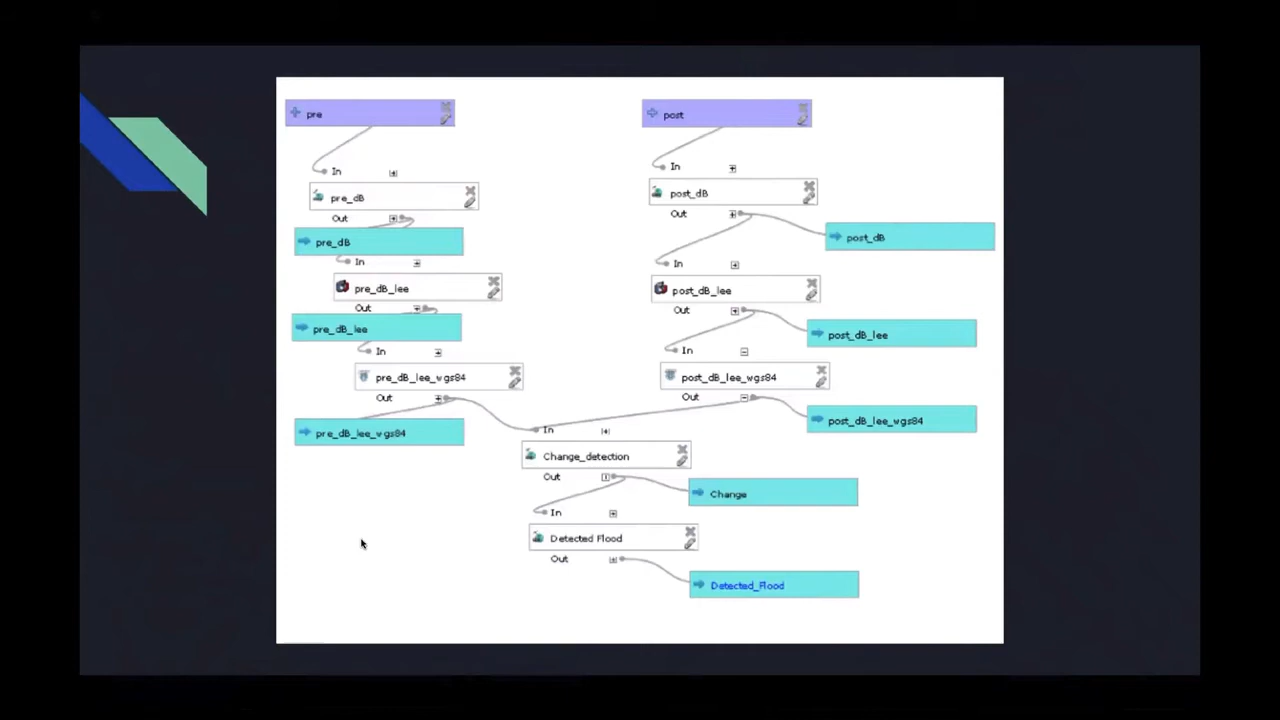 pre
In
pre_dB
Out
pre_dB
In
pre_dB_lee
Out
pre_dB_lee
In
pre_dB_lee_wgs84
Out
pre_dB_lee_wgs84
post
In
post_dB
Out
post_dB
In
post_dB_lee
Out
post_dB_lee
In
post_dB_lee_wgs84
Out
post_dB_lee_wgs84
In
Change_detection
Out
Change
In
Detected Flood
Out
Detected_Flood